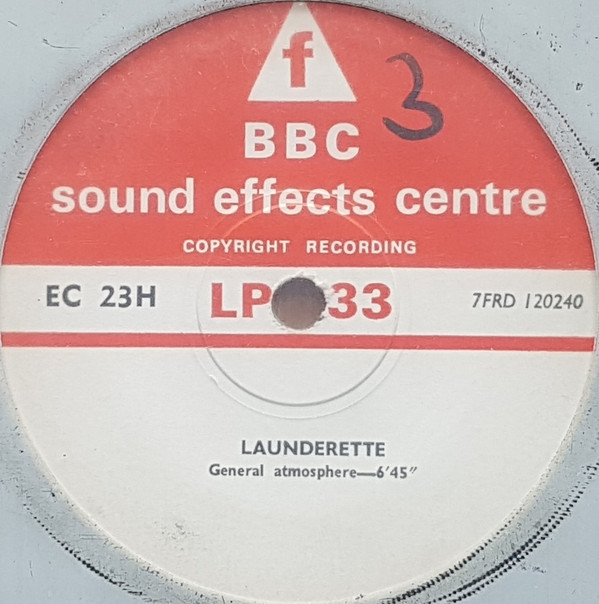 f
3
BBC
sound effects centre
COPYRIGHT RECORDING
EC 23H LP 33 7FRD 120240
LAUNDERETTE
General atmosphere—6′45″